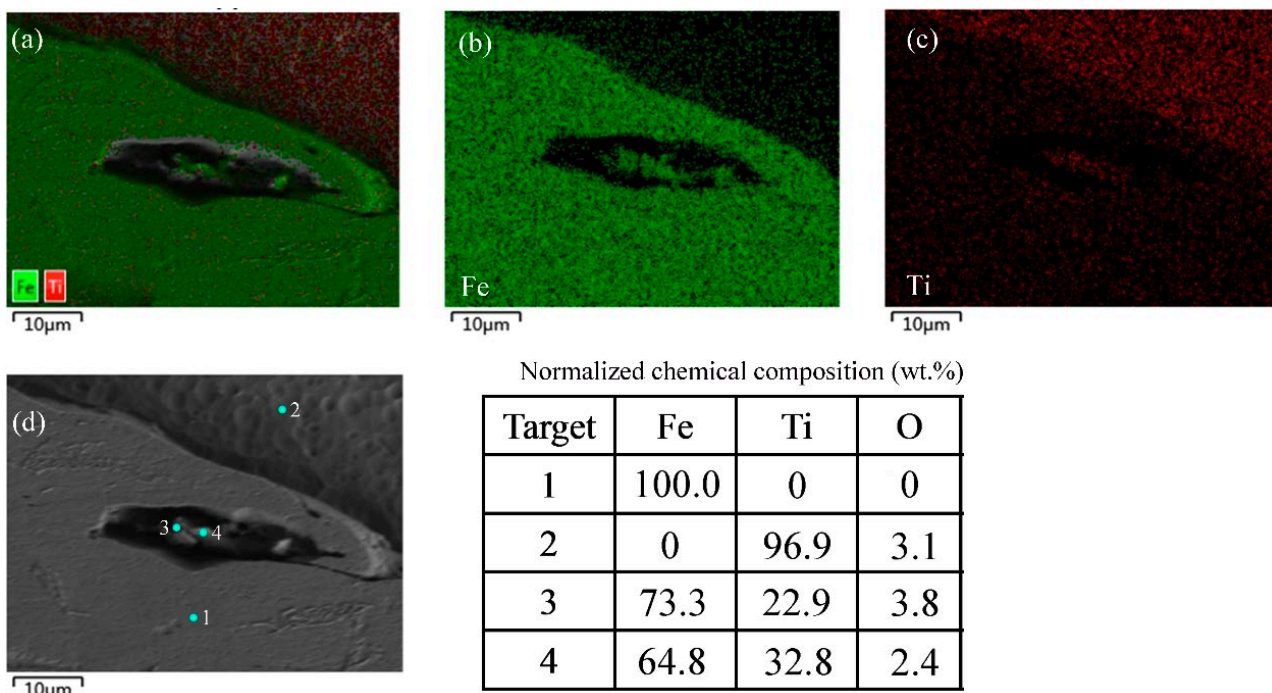 (a)
(b)
(c)
Fe Ti
Fe
Ti
10µm
10µm
10µm
(d)
2
3
4
1
10µm
Normalized chemical composition (wt.%)
Target Fe Ti O
1 100.0 0 0
2 0 96.9 3.1
3 73.3 22.9 3.8
4 64.8 32.8 2.4